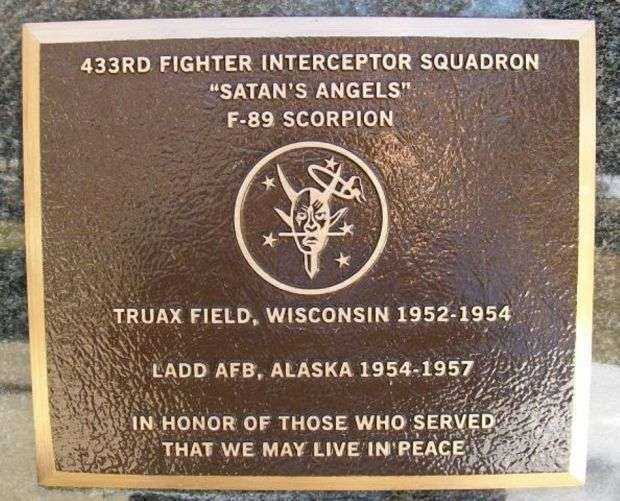 433RD FIGHTER INTERCEPTOR SQUADRON
"SATAN'S ANGELS"
F-89 SCORPION
TRUAX FIELD, WISCONSIN 1952-1954
LADD AFB, ALASKA 1954-1957
IN HONOR OF THOSE WHO SERVED
THAT WE MAY LIVE IN PEACE